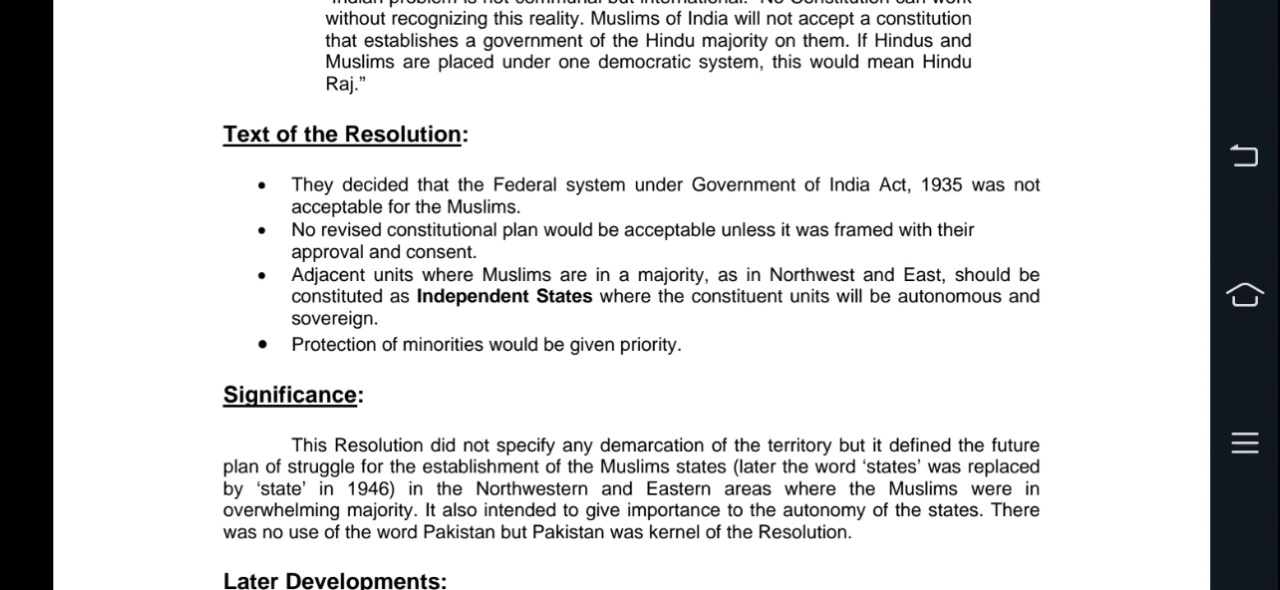 without recognizing this reality. Muslims of India will not accept a constitution
that establishes a government of the Hindu majority on them. If Hindus and
Muslims are placed under one democratic system, this would mean Hindu
Raj.”
Text of the Resolution:
• They decided that the Federal system under Government of India Act, 1935 was not
acceptable for the Muslims.
• No revised constitutional plan would be acceptable unless it was framed with their
approval and consent.
• Adjacent units where Muslims are in a majority, as in Northwest and East, should be
constituted as Independent States where the constituent units will be autonomous and
sovereign.
• Protection of minorities would be given priority.
Significance:
This Resolution did not specify any demarcation of the territory but it defined the future
plan of struggle for the establishment of the Muslims states (later the word ‘states’ was replaced
by ‘state’ in 1946) in the Northwestern and Eastern areas where the Muslims were in
overwhelming majority. It also intended to give importance to the autonomy of the states. There
was no use of the word Pakistan but Pakistan was kernel of the Resolution.
Later Developments: